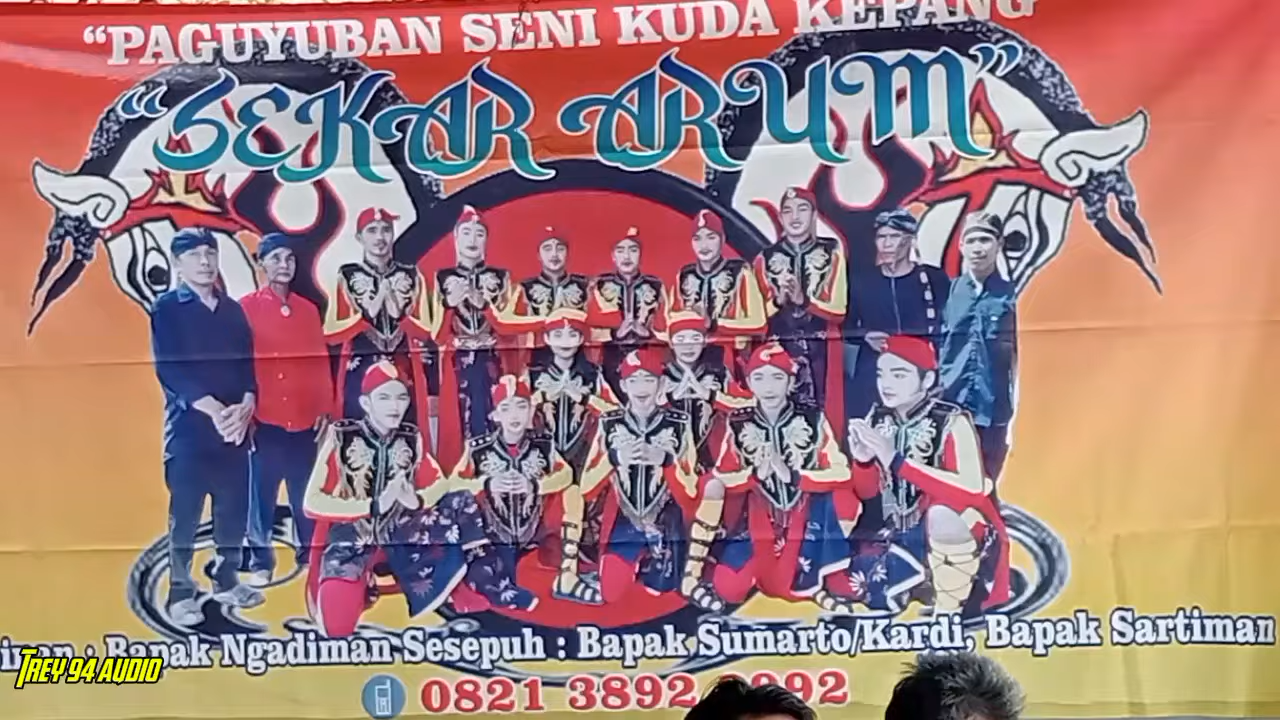 "PAGUYUBAN SENI KUDA KEPANG
"SEKAR ARUM"
: Bapak Ngadiman Sesepuh : Bapak Sumarto/Kardi, Bapak Sartiman
TREY 94 AUDIO
0821 3892